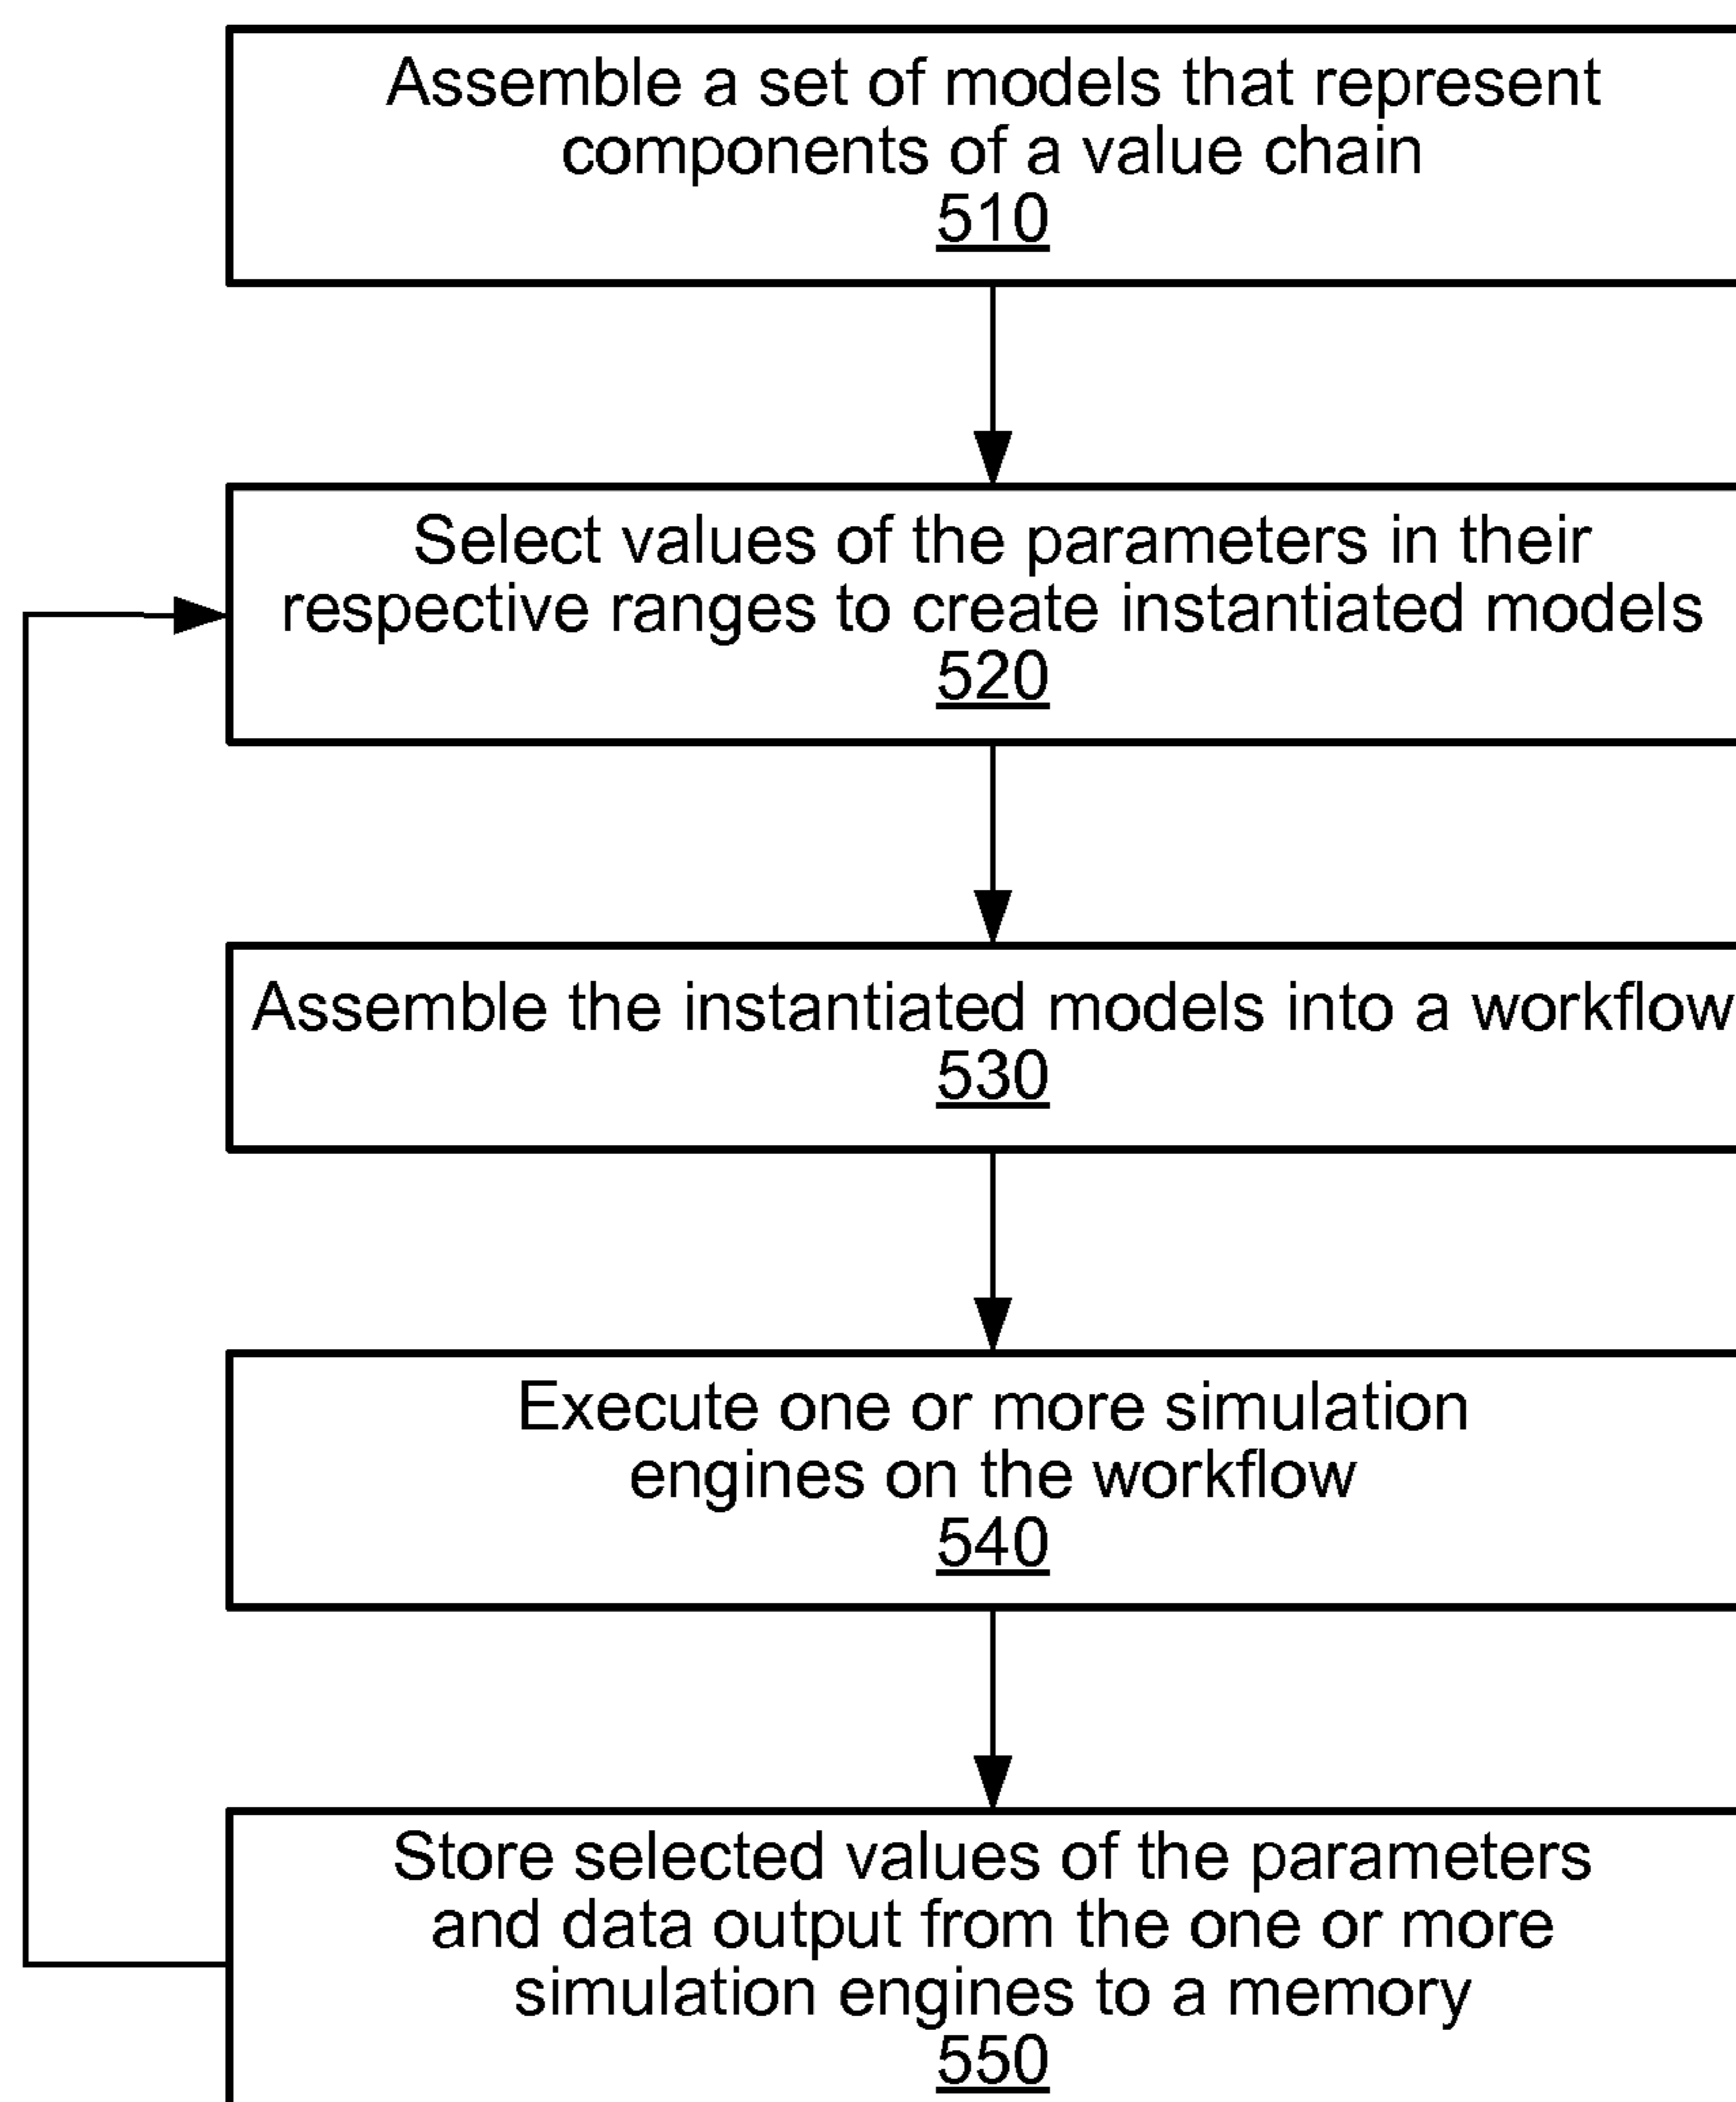 Assemble a set of models that represent
components of a value chain
510
Select values of the parameters in their
respective ranges to create instantiated models
520
Assemble the instantiated models into a workflow
530
Execute one or more simulation
engines on the workflow
540
Store selected values of the parameters
and data output from the one or more
simulation engines to a memory
550